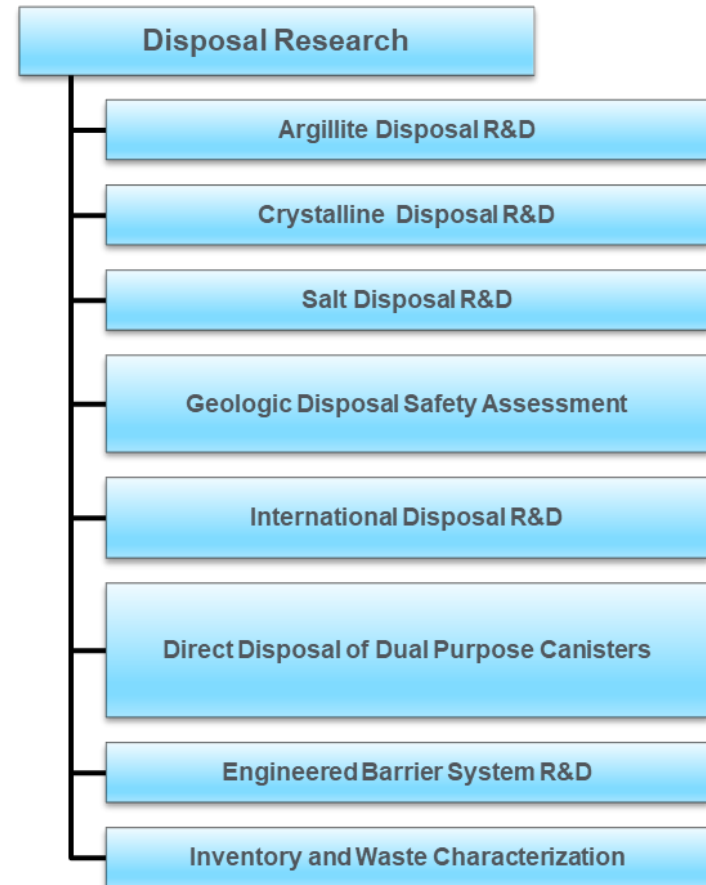 Disposal Research
Argillite Disposal R&D
Crystalline Disposal R&D
Salt Disposal R&D
Geologic Disposal Safety Assessment
International Disposal R&D
Direct Disposal of Dual Purpose Canisters
Engineered Barrier System R&D
Inventory and Waste Characterization